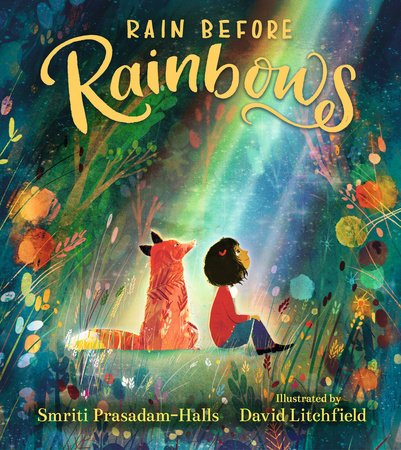 RAIN BEFORE
Rainbows
Illustrated by
Smriti Prasadam-Halls David Litchfield